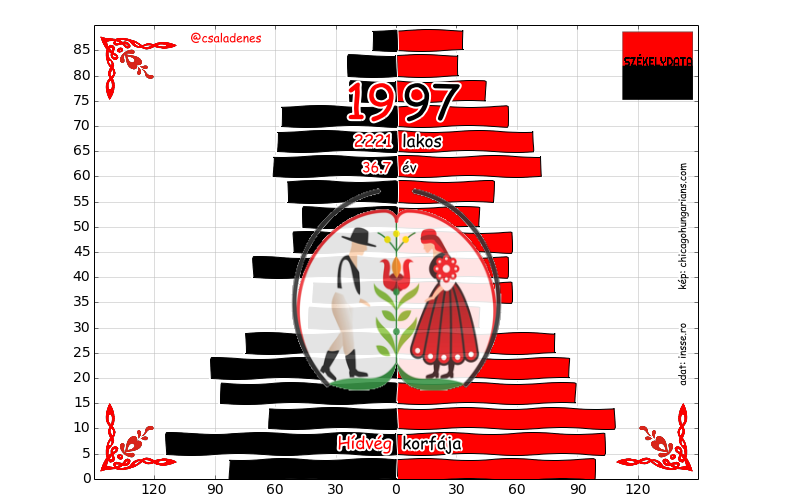 @csaladenes
SZÉKELYDATA
1997
2221 lakos
36.7 év
kép: chicagohungarians.com
adat: insse.ro
Hídvég korfája
85
80
75
70
65
60
55
50
45
40
35
30
25
20
15
10
5
0
120 90 60 30 0 30 60 90 120